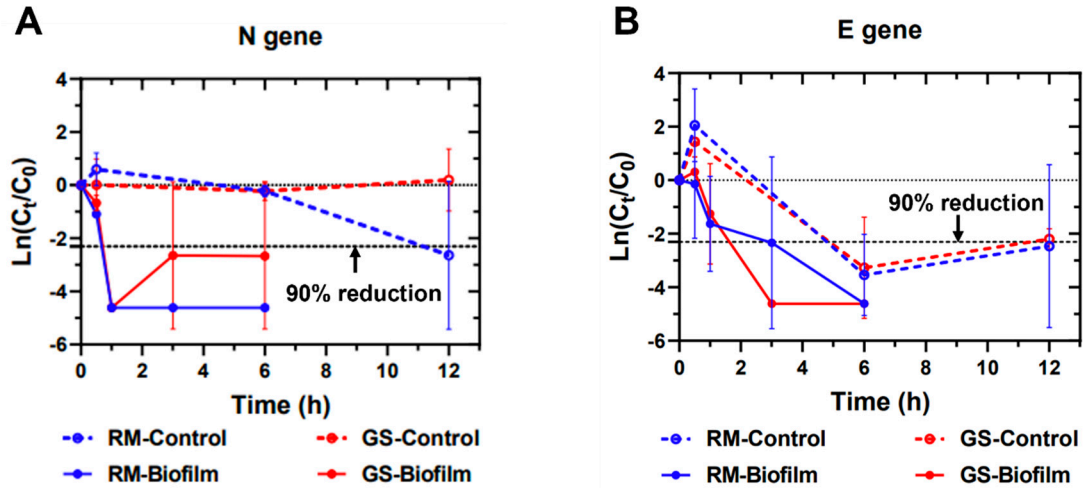 A
N gene
Ln(Ct/C0)
4
2
0
-2
-4
-6
90% reduction
0 2 4 6 8 10 12
Time (h)
RM-Control GS-Control
RM-Biofilm GS-Biofilm
B
E gene
Ln(Ct/C0)
4
2
0
-2
-4
-6
90% reduction
0 2 4 6 8 10 12
Time (h)
RM-Control GS-Control
RM-Biofilm GS-Biofilm